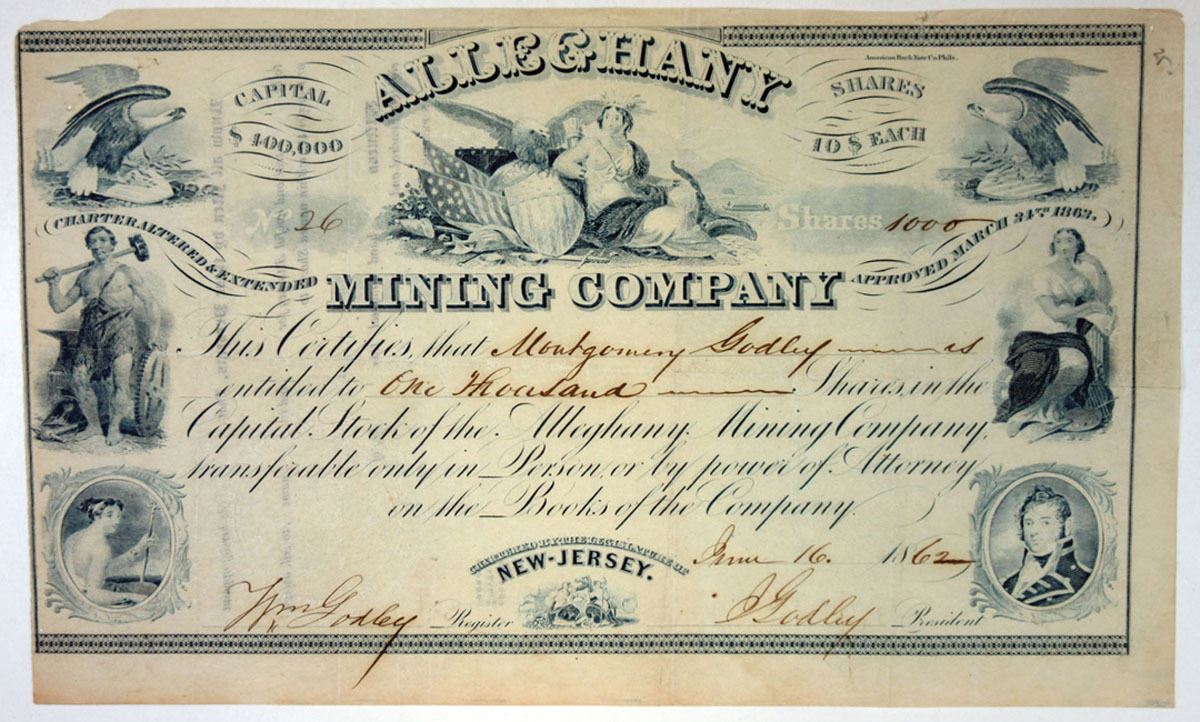 ALLEGHANY
American Bank Note Co. Phila.
CAPITAL
$400,000
SHARES
10 $ EACH
No 26
Shares 1000
(CHARTER ALTERED & EXTENDED
APPROVED MARCH 24TH 1862.)
MINING COMPANY
This Certifies, that Montgomery Godley is
entitled to One Thousand Shares, in the
Capital Stock of the Alleghany Mining Company,
transferable only in Person, or by power of Attorney
on the Books of the Company.
CHARTERED BY THE LEGISLATURE OF
NEW-JERSEY.
June 16. 1862
Wm Godley Register
J Godley President